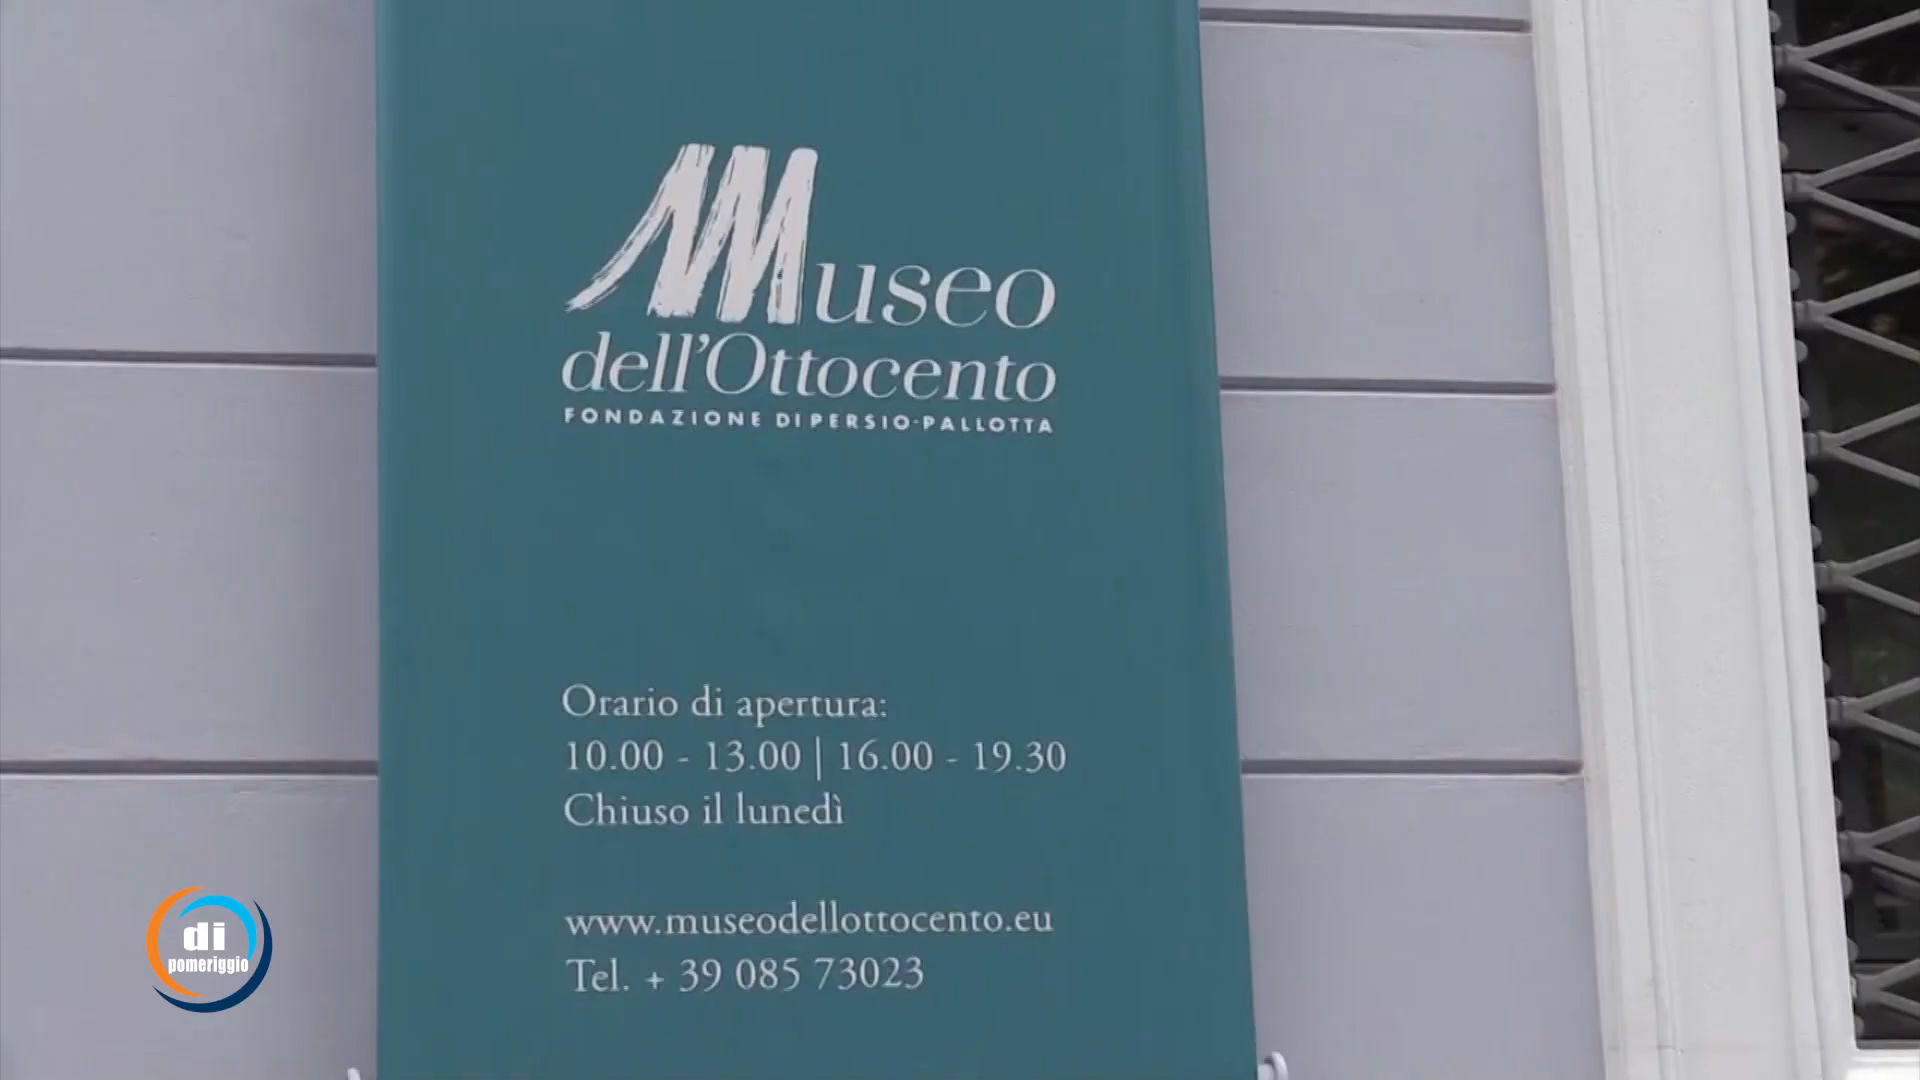 Museo
dell'Ottocento
FONDAZIONE DI PERSIO-PALLOTTA
Orario di apertura:
10.00 - 13.00 | 16.00 - 19.30
Chiuso il lunedì
www.museodellottocento.eu
Tel. + 39 085 73023
di
pomeriggio